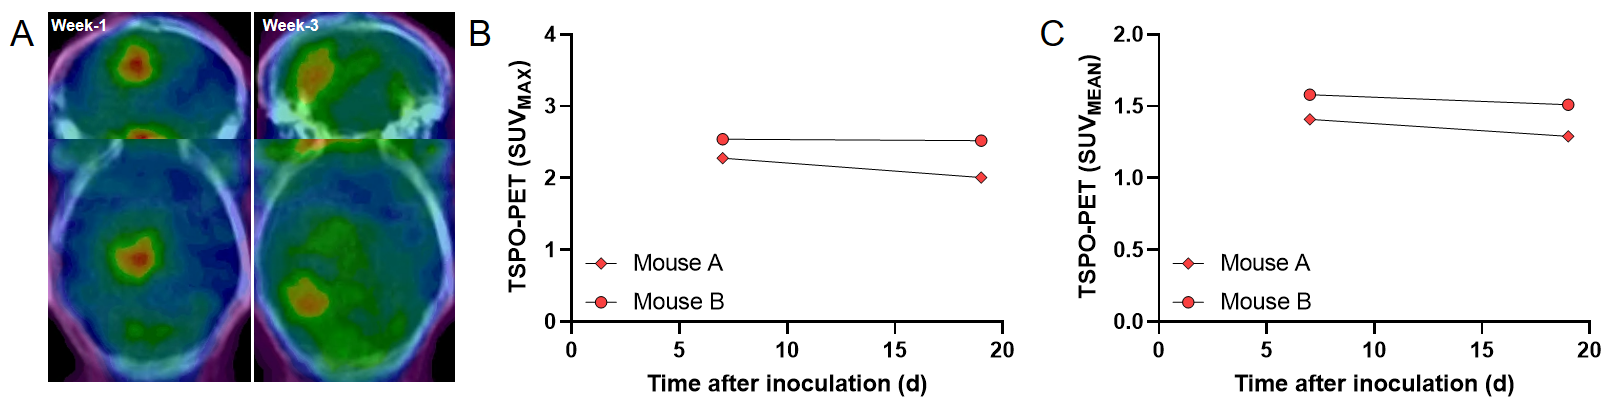 A
Week-1
Week-3
B
TSPO-PET (SUVMAX)
4
3
2
1
0
Mouse A
Mouse B
0
5
10
15
20
Time after inoculation (d)
C
TSPO-PET (SUVMEAN)
2.0
1.5
1.0
0.5
0.0
Mouse A
Mouse B
0
5
10
15
20
Time after inoculation (d)